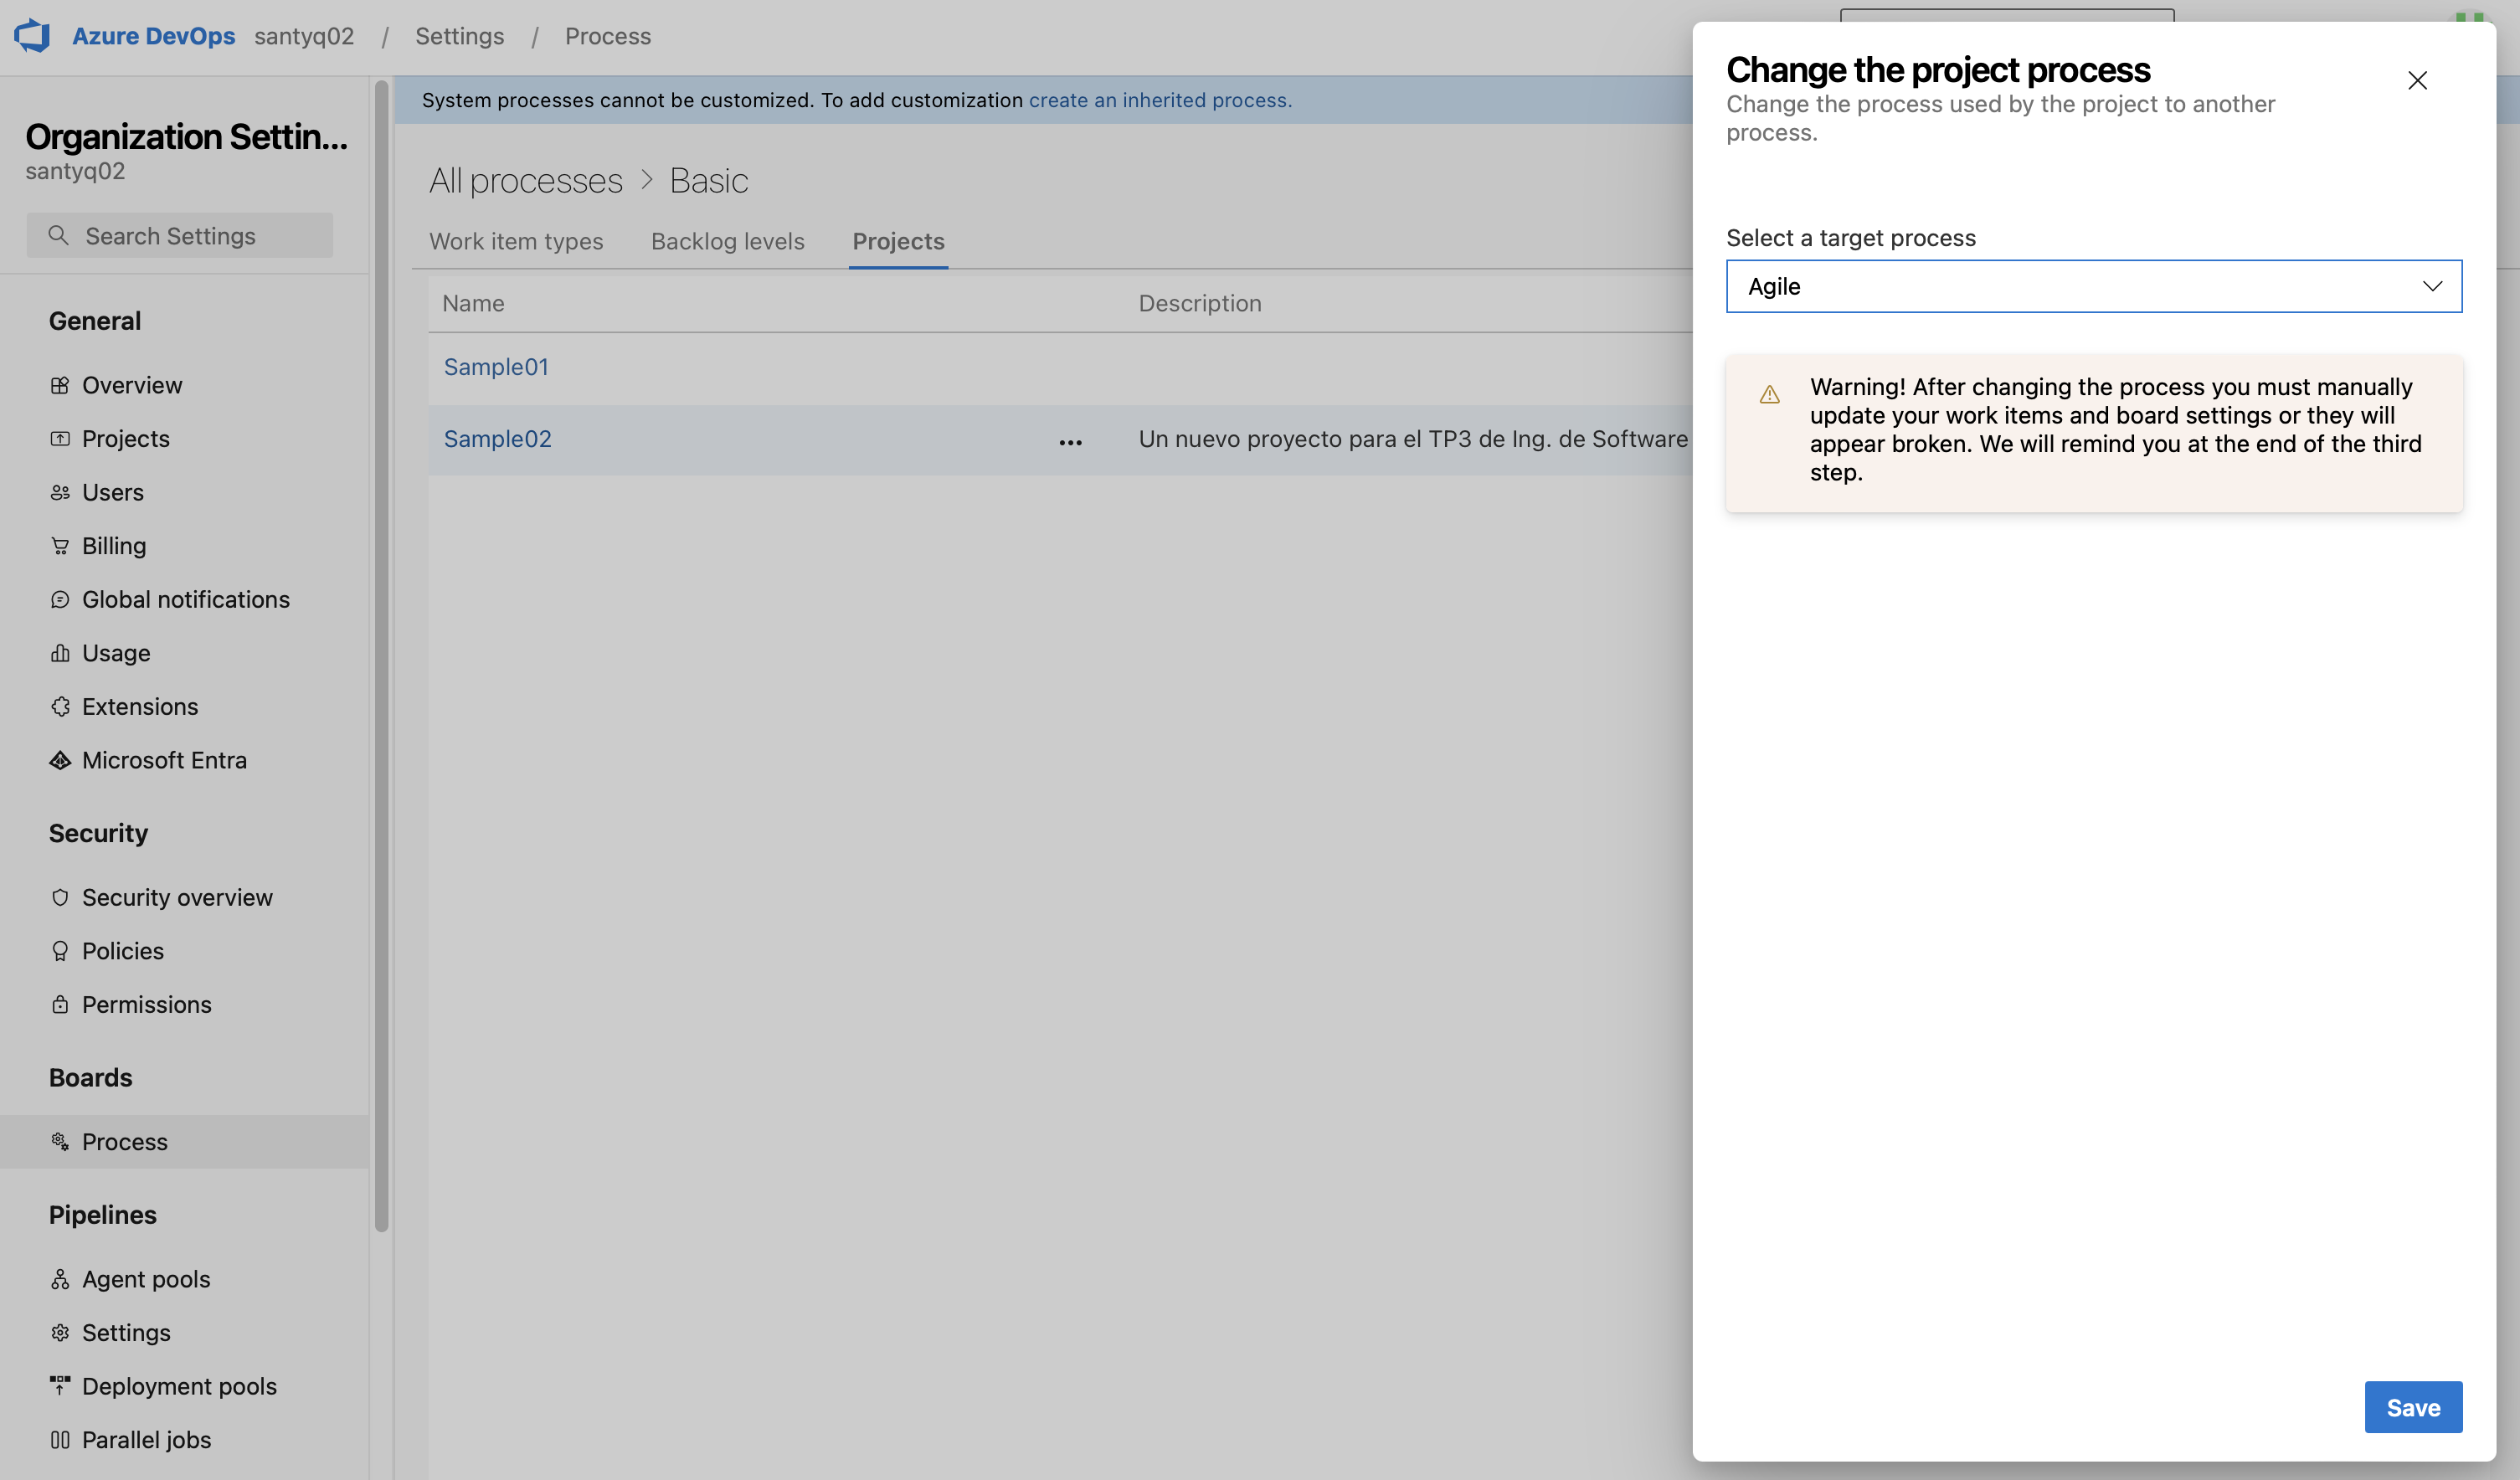 Azure DevOps santyq02 / Settings / Process
Organization Settin...
santyq02
Search Settings
General
Overview
Projects
Users
Billing
Global notifications
Usage
Extensions
Microsoft Entra
Security
Security overview
Policies
Permissions
Boards
Process
Pipelines
Agent pools
Settings
Deployment pools
Parallel jobs
System processes cannot be customized. To add customization create an inherited process.
All processes > Basic
Work item types Backlog levels Projects
Name Description
Sample01
Sample02 ... Un nuevo proyecto para el TP3 de Ing. de Software
Change the project process
Change the process used by the project to another
process.
Select a target process
Agile
Warning! After changing the process you must manually
update your work items and board settings or they will
appear broken. We will remind you at the end of the third
step.
Save